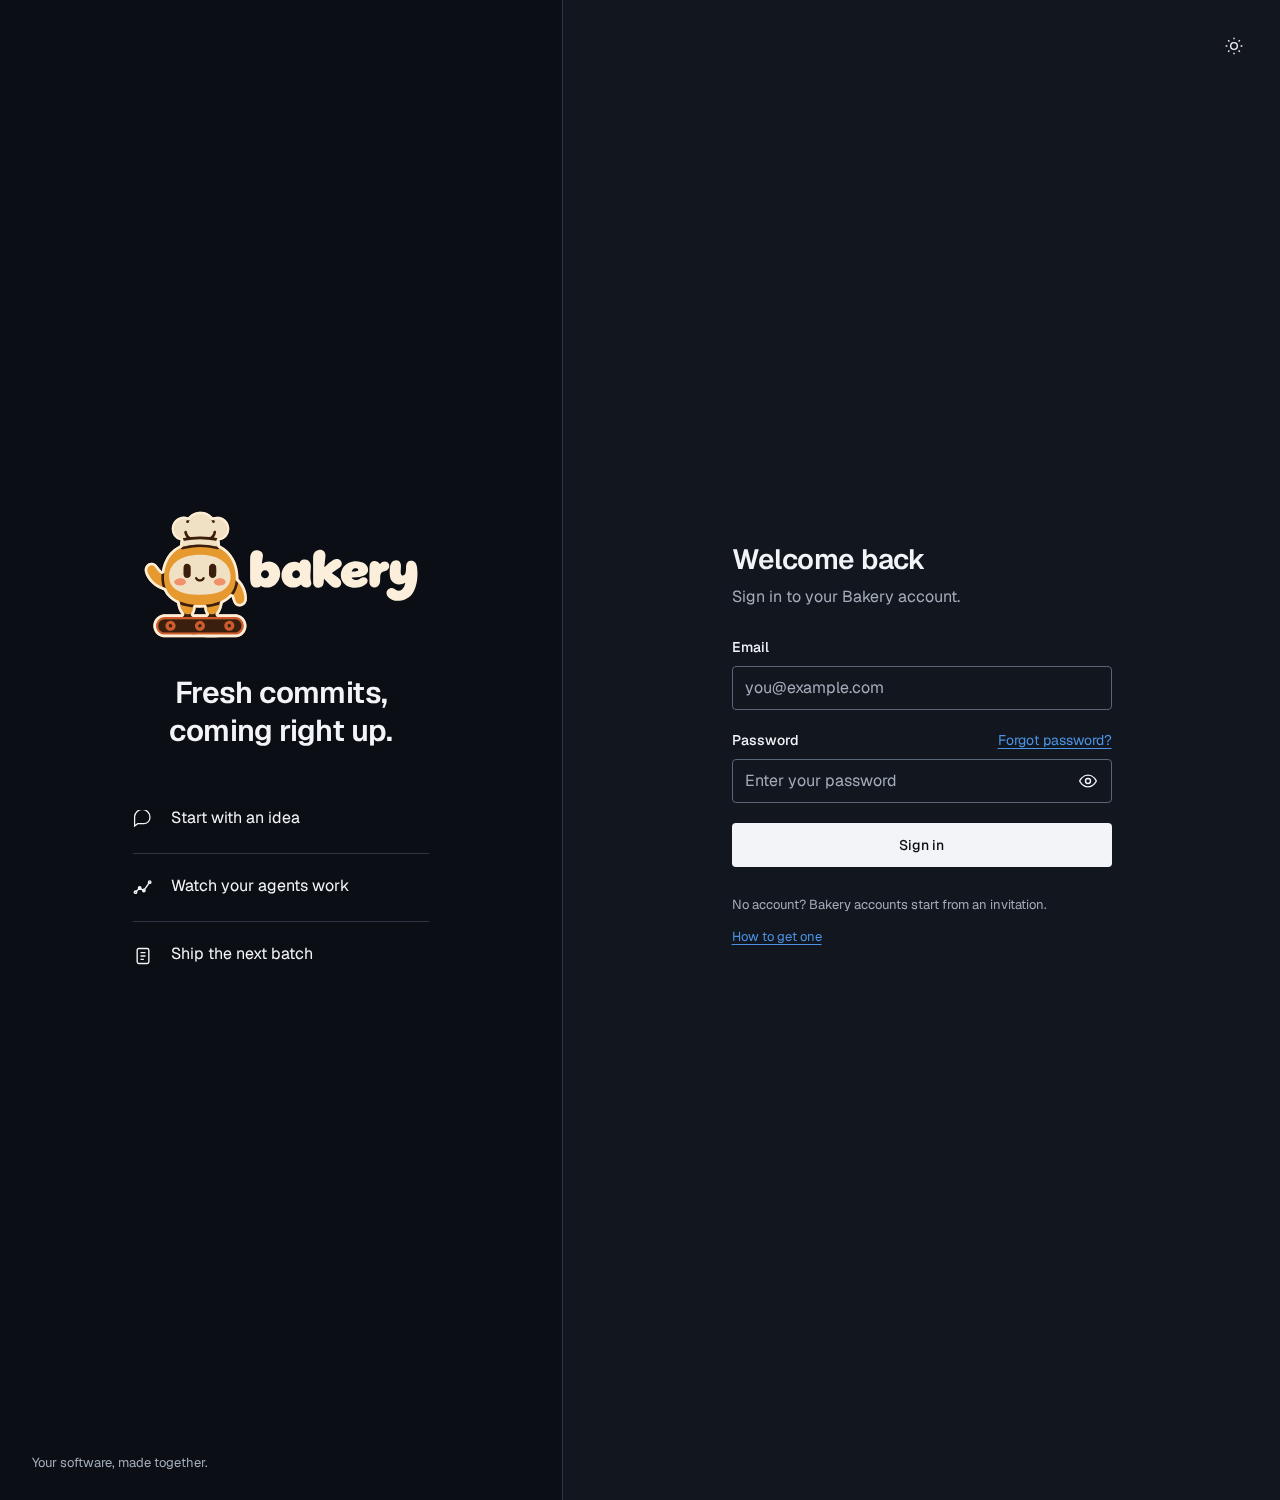 bakery
Fresh commits,
coming right up.
Start with an idea
Watch your agents work
Ship the next batch
Your software, made together.
Welcome back
Sign in to your Bakery account.
Email
you@example.com
Password
Forgot password?
Enter your password
Sign in
No account? Bakery accounts start from an invitation.
How to get one